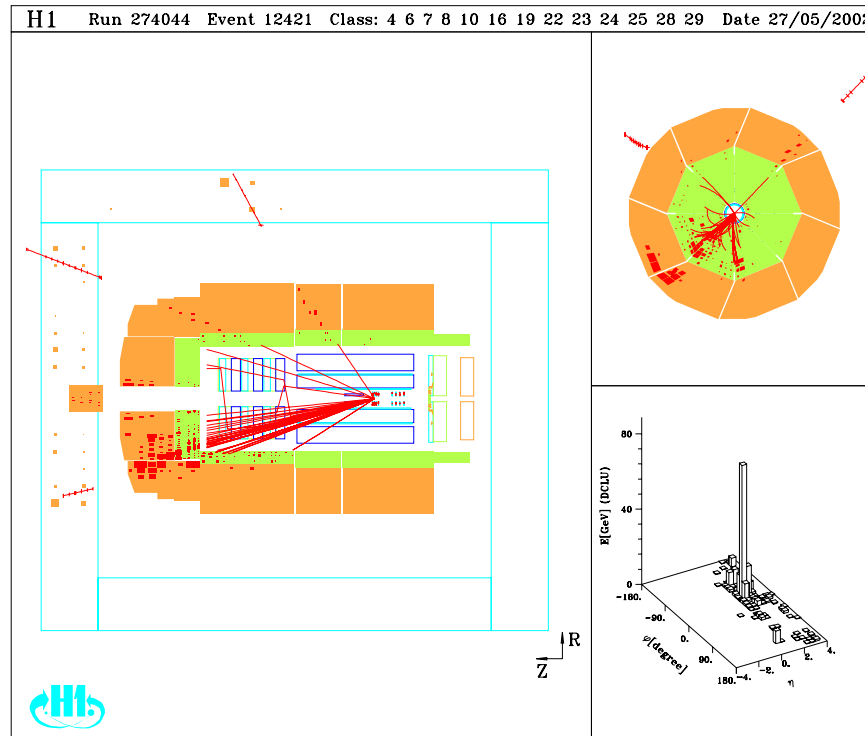 H1 Run 274044 Event 12421 Class: 4 6 7 8 10 16 19 22 23 24 25 28 29 Date 27/05/2002
R
Z
H1
E[GeV] (DCLU)
80
40
0
-180.
-90.
0.
90.
180.
φ[degree]
-4.
-2.
0.
2.
4.
η